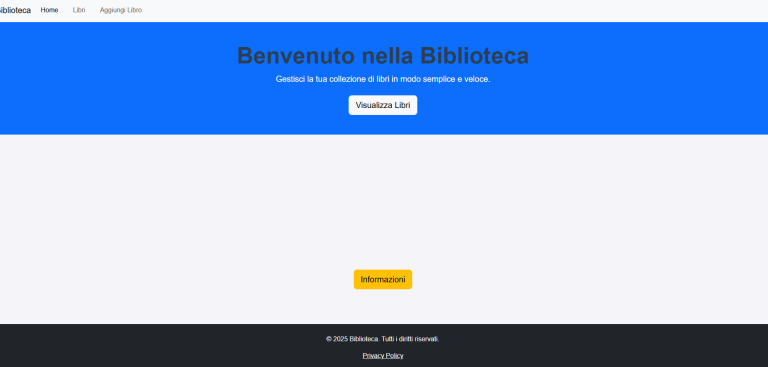 iblioteca Home Libri Aggiungi Libro
Benvenuto nella Biblioteca
Gestisci la tua collezione di libri in modo semplice e veloce.
Visualizza Libri
Informazioni
© 2025 Biblioteca. Tutti i diritti riservati.
Privacy Policy